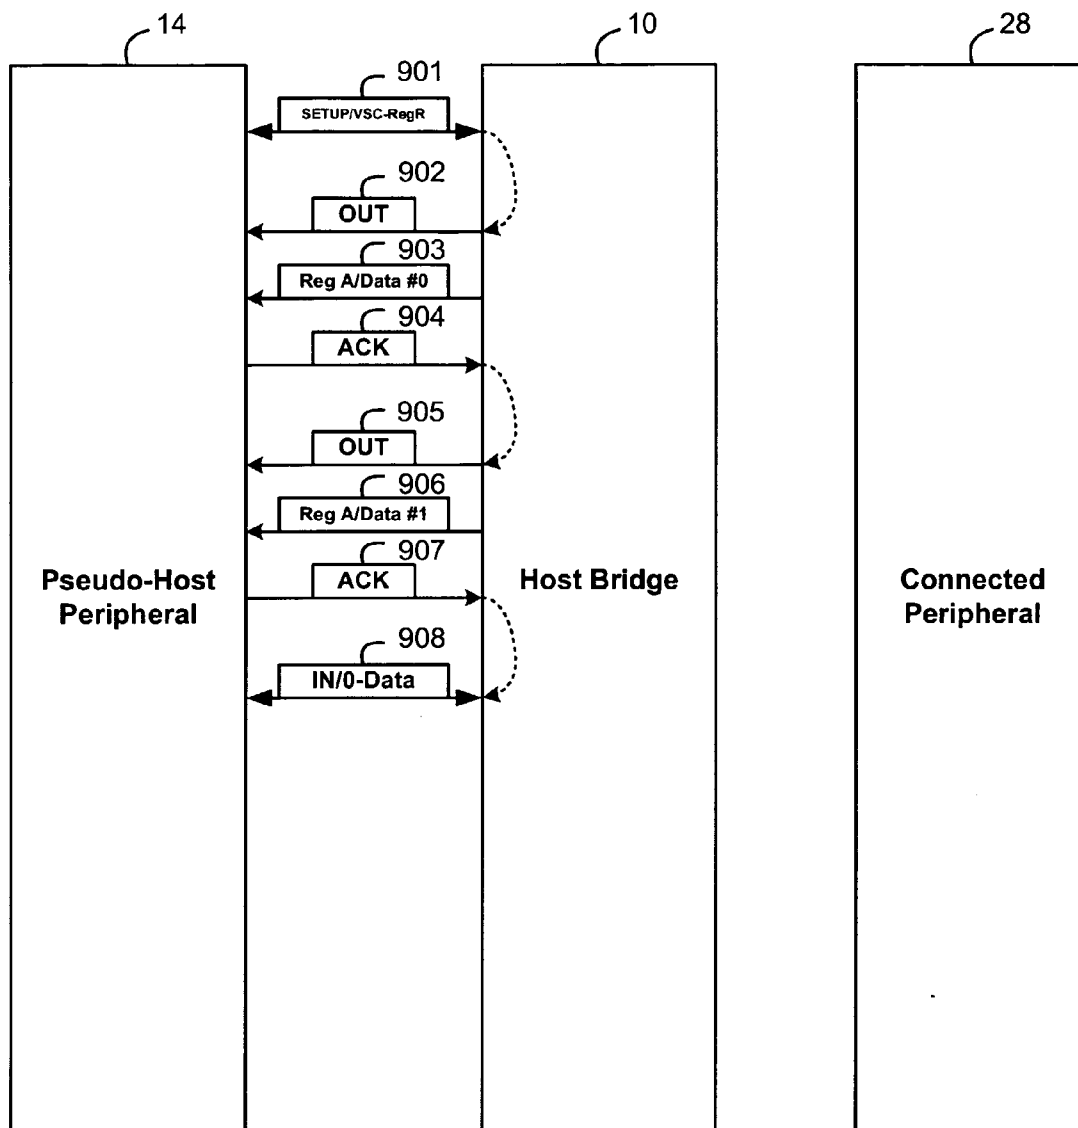 14
10
28
901
SETUP/VSC-RegR
902
OUT
903
Reg A/Data #0
904
ACK
905
OUT
906
Reg A/Data #1
907
ACK
Pseudo-Host
Peripheral
Host Bridge
Connected
Peripheral
908
IN/0-Data